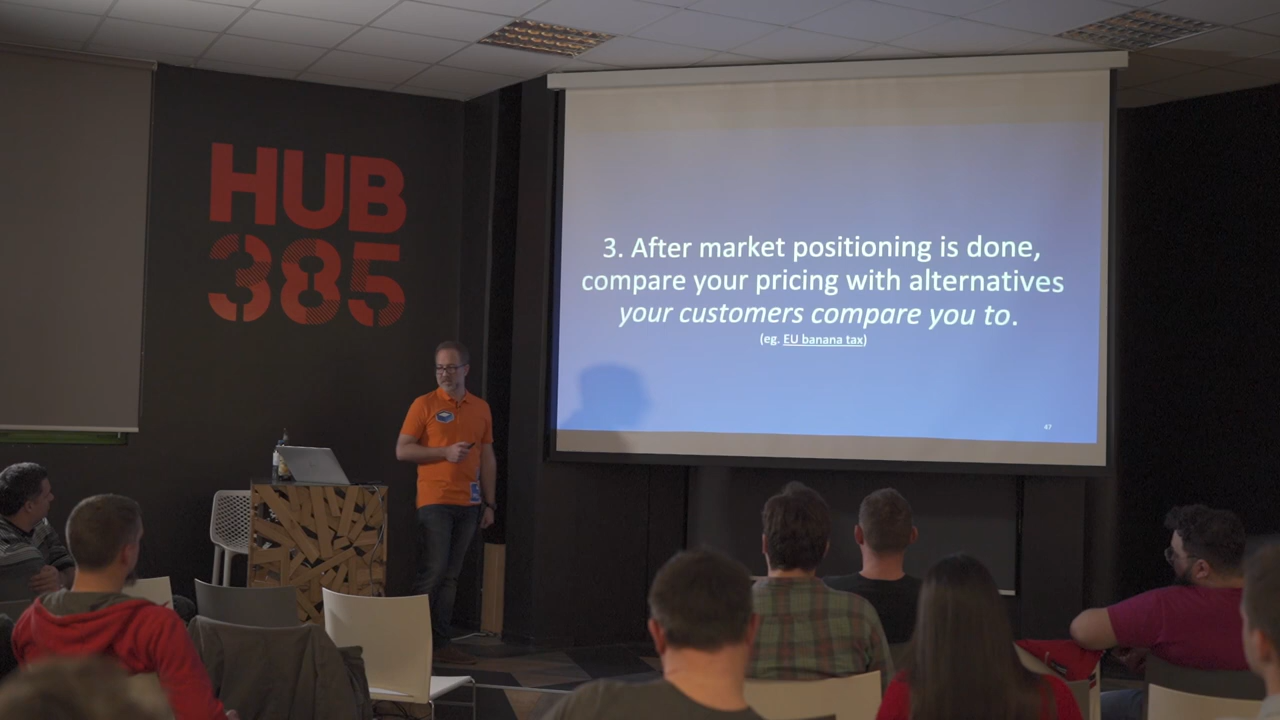 HUB
385
3. After market positioning is done,
compare your pricing with alternatives
your customers compare you to.
(eg. EU banana tax)
47